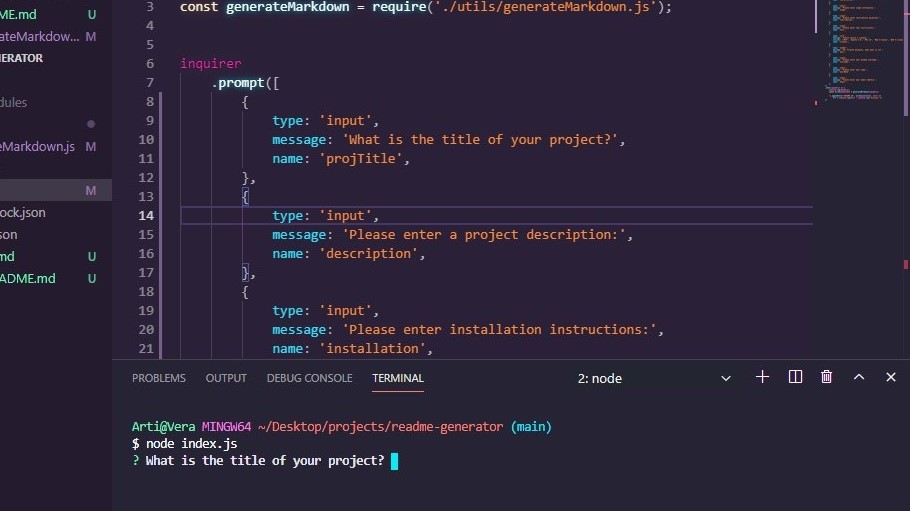 ME.md U
ateMarkdow... M
ERATOR
dules
eMarkdown.js M
M
ock.json
son
md U
ADME.md U
3 const generateMarkdown = require('./utils/generateMarkdown.js');
4
5
6 inquirer
7 .prompt([
8 {
9 type: 'input',
10 message: 'What is the title of your project?',
11 name: 'projTitle',
12 },
13 {
14 type: 'input',
15 message: 'Please enter a project description:',
16 name: 'description',
17 },
18 {
19 type: 'input',
20 message: 'Please enter installation instructions:',
21 name: 'installation',
PROBLEMS OUTPUT DEBUG CONSOLE TERMINAL 2: node
Arti@Vera MINGW64 ~/Desktop/projects/readme-generator (main)
$ node index.js
? What is the title of your project?